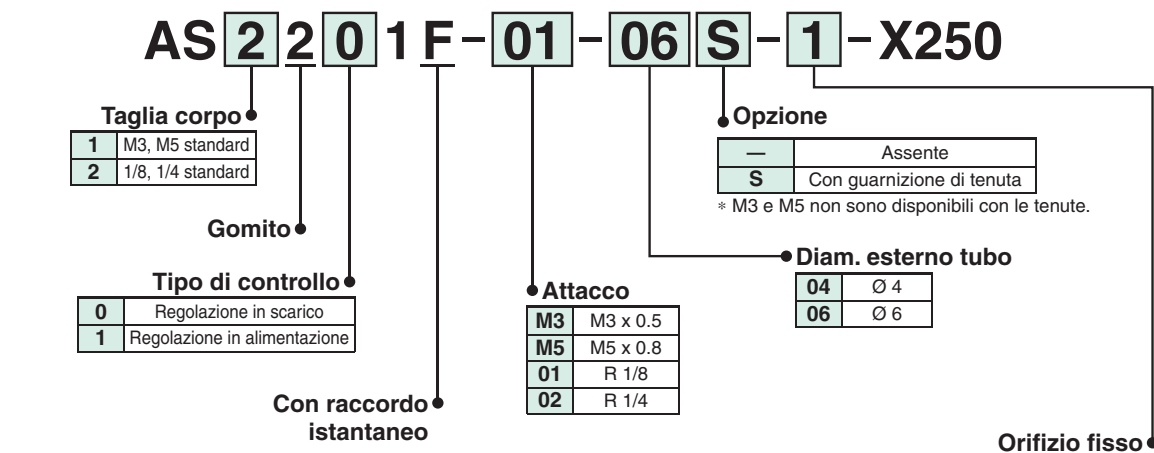 AS 2 2 0 1 F - 01 - 06 S - 1 - X250
Taglia corpo
1 M3, M5 standard
2 1/8, 1/4 standard
Gomito
Tipo di controllo
0 Regolazione in scarico
1 Regolazione in alimentazione
Con raccordo
istantaneo
Attacco
M3 M3 x 0.5
M5 M5 x 0.8
01 R 1/8
02 R 1/4
Opzione
— Assente
S Con guarnizione di tenuta
∗ M3 e M5 non sono disponibili con le tenute.
Diam. esterno tubo
04 Ø 4
06 Ø 6
Orifizio fisso